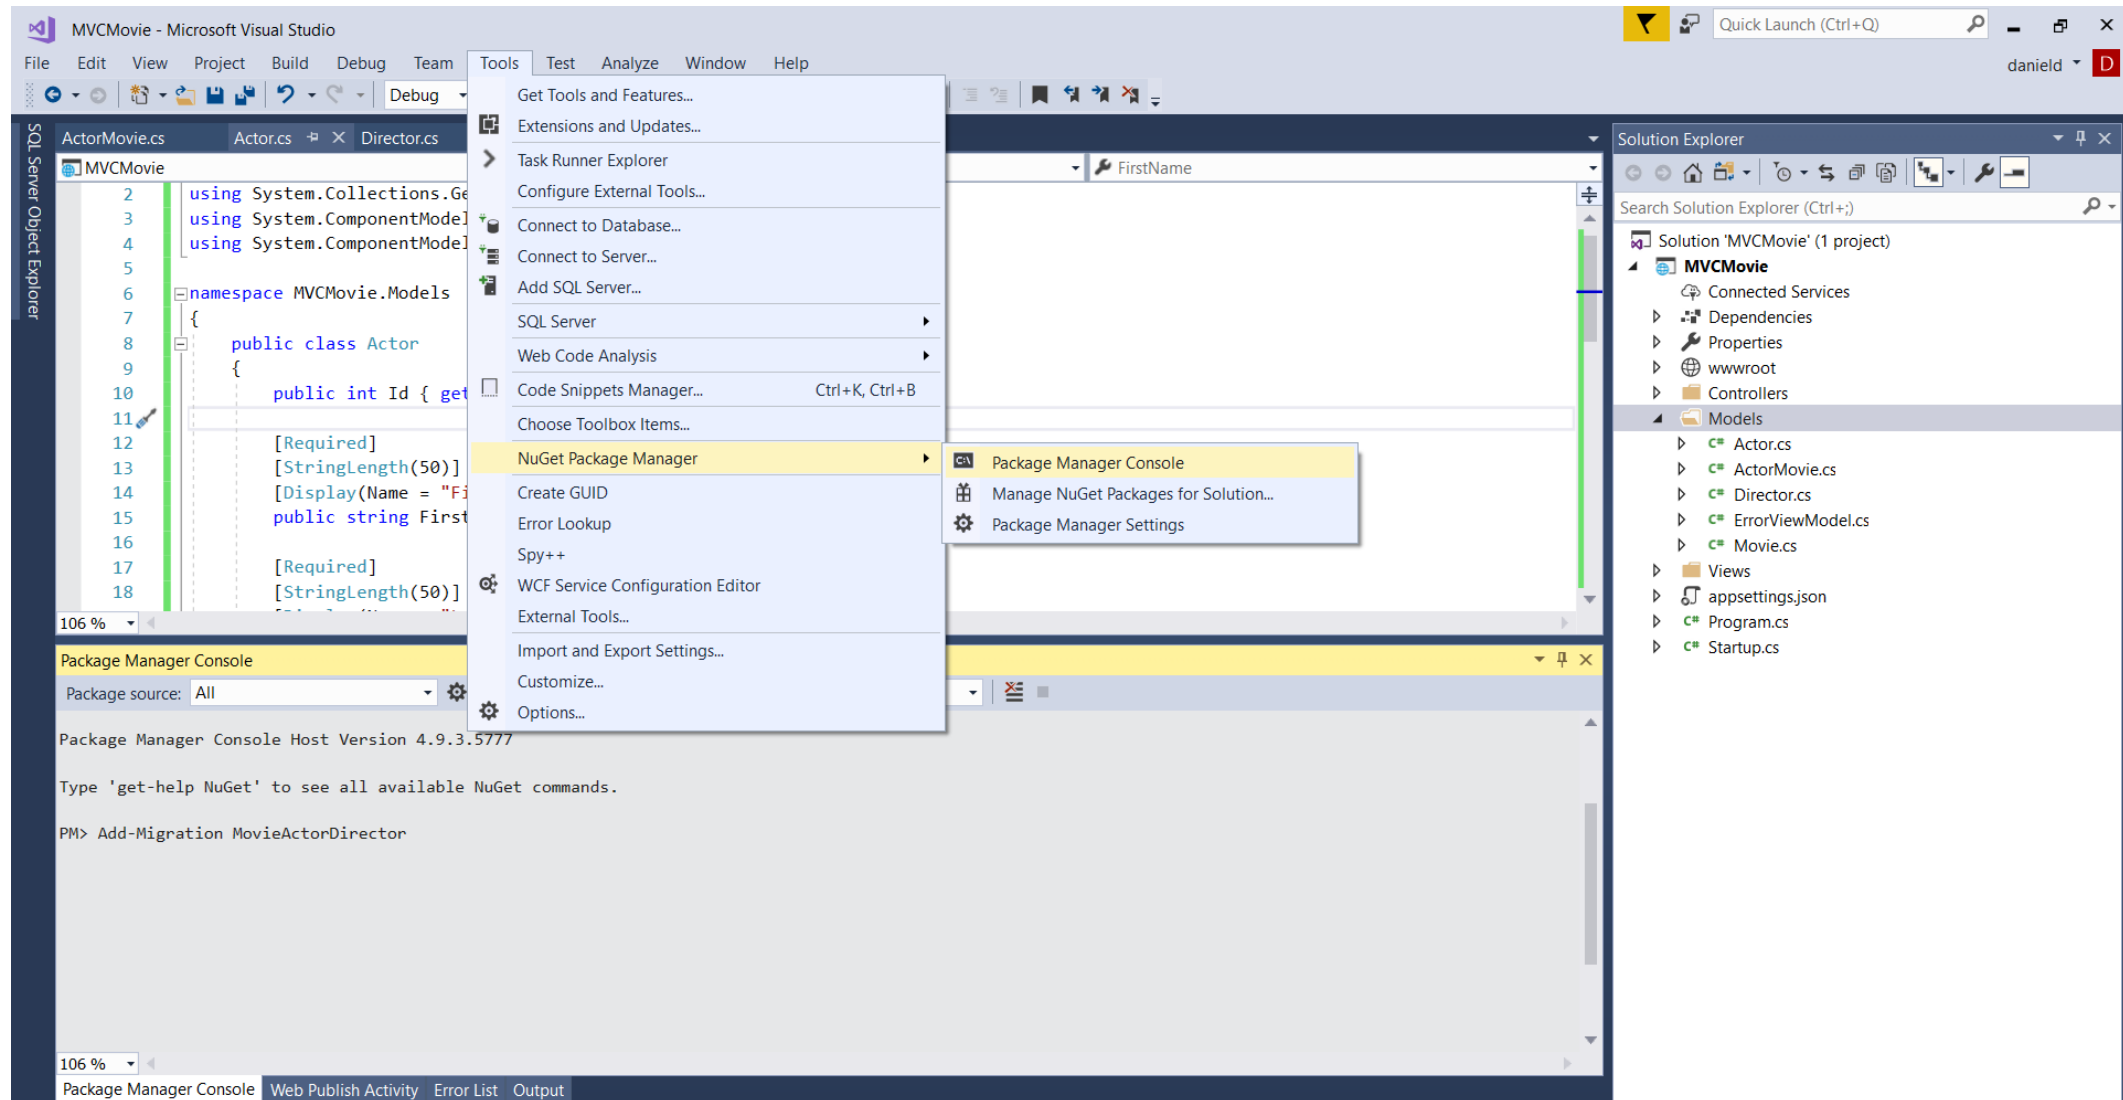 MVCMovie - Microsoft Visual Studio
Quick Launch (Ctrl+Q)
File Edit View Project Build Debug Team Tools Test Analyze Window Help
danield D
Debug
SQL Server Object Explorer
ActorMovie.cs Actor.cs Director.cs
MVCMovie
FirstName
2 using System.Collections.Ge
3 using System.ComponentModel
4 using System.ComponentModel
5
6 namespace MVCMovie.Models
7 {
8 public class Actor
9 {
10 public int Id { get
11
12 [Required]
13 [StringLength(50)]
14 [Display(Name = "Fi
15 public string First
16
17 [Required]
18 [StringLength(50)]
106 %
Get Tools and Features...
Extensions and Updates...
Task Runner Explorer
Configure External Tools...
Connect to Database...
Connect to Server...
Add SQL Server...
SQL Server
Web Code Analysis
Code Snippets Manager... Ctrl+K, Ctrl+B
Choose Toolbox Items...
NuGet Package Manager
Create GUID
Error Lookup
Spy++
WCF Service Configuration Editor
External Tools...
Import and Export Settings...
Customize...
Options...
Package Manager Console
Manage NuGet Packages for Solution...
Package Manager Settings
Package Manager Console
Package source: All
Package Manager Console Host Version 4.9.3.5777
Type 'get-help NuGet' to see all available NuGet commands.
PM> Add-Migration MovieActorDirector
106 %
Package Manager Console Web Publish Activity Error List Output
Solution Explorer
Search Solution Explorer (Ctrl+;)
Solution 'MVCMovie' (1 project)
MVCMovie
Connected Services
Dependencies
Properties
wwwroot
Controllers
Models
C# Actor.cs
C# ActorMovie.cs
C# Director.cs
C# ErrorViewModel.cs
C# Movie.cs
Views
appsettings.json
C# Program.cs
C# Startup.cs